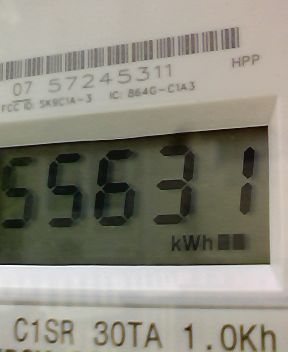 HPP
07 57245311
FCC ID: SK9C1A-3 IC: 864G-C1A3
55631
kWh
C1SR 30TA 1.0Kh